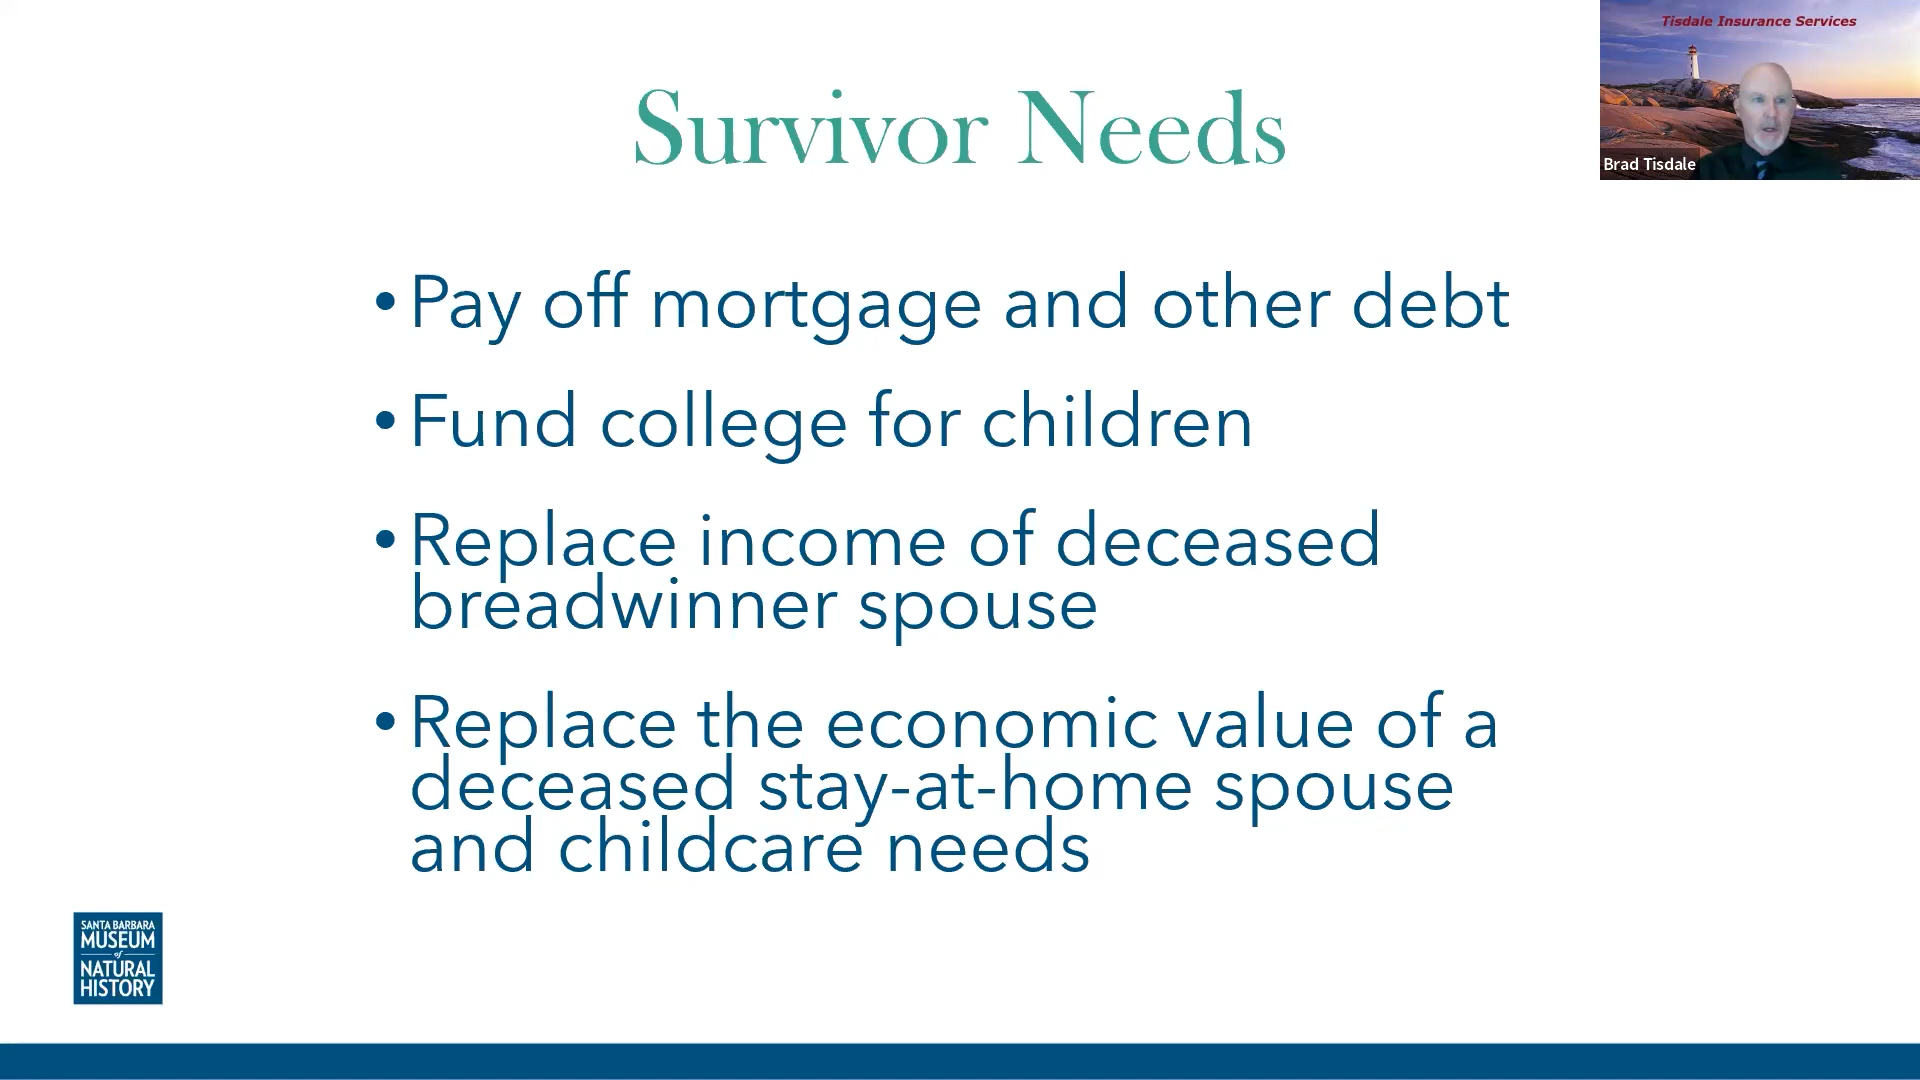 Tisdale Insurance Services
Survivor Needs
Brad Tisdale
• Pay off mortgage and other debt
• Fund college for children
• Replace income of deceased
breadwinner spouse
• Replace the economic value of a
deceased stay-at-home spouse
and childcare needs
SANTA BARBARA
MUSEUM
of
NATURAL
HISTORY